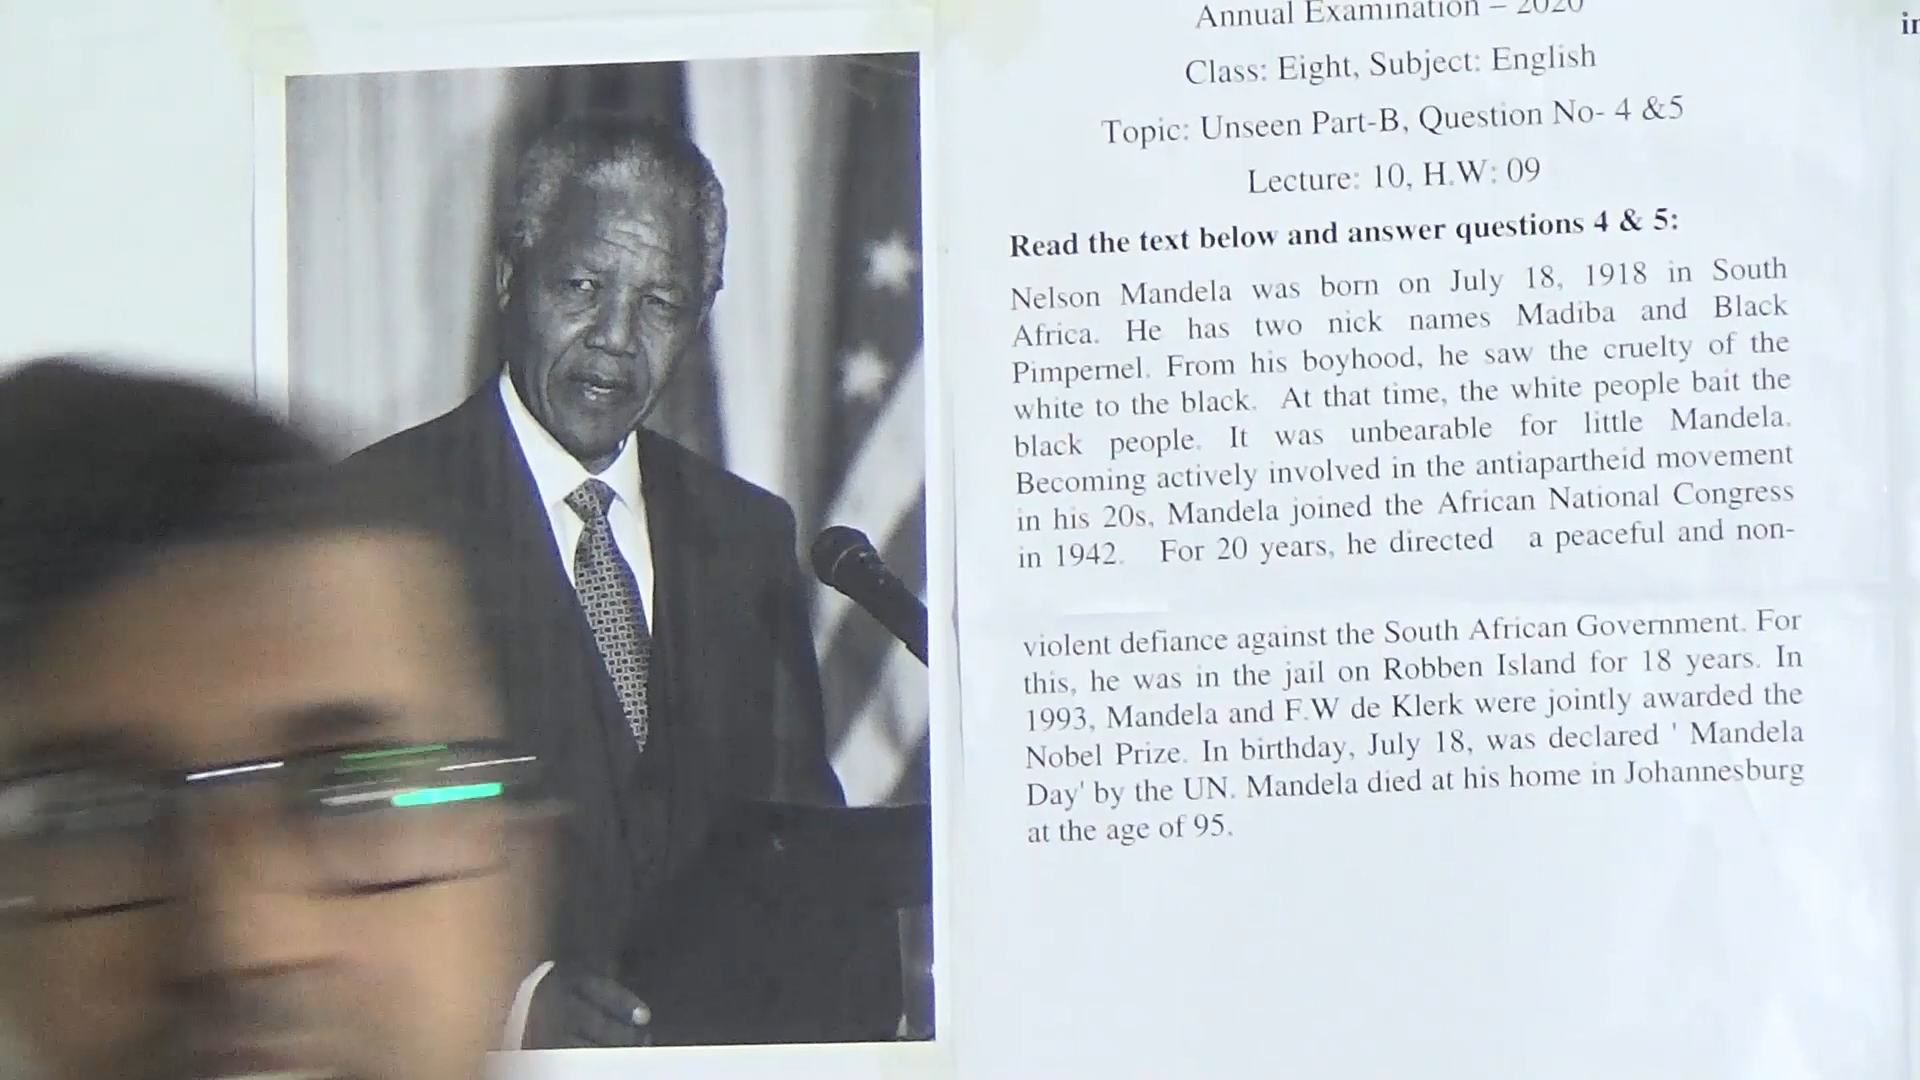 Annual Examination – 2020
Class: Eight, Subject: English
Topic: Unseen Part-B, Question No- 4 &5
Lecture: 10, H.W: 09
Read the text below and answer questions 4 & 5:
Nelson Mandela was born on July 18, 1918 in South
Africa. He has two nick names Madiba and Black
Pimpernel. From his boyhood, he saw the cruelty of the
white to the black. At that time, the white people bait the
black people. It was unbearable for little Mandela.
Becoming actively involved in the antiapartheid movement
in his 20s, Mandela joined the African National Congress
in 1942. For 20 years, he directed a peaceful and non-
violent defiance against the South African Government. For
this, he was in the jail on Robben Island for 18 years. In
1993, Mandela and F.W de Klerk were jointly awarded the
Nobel Prize. In birthday, July 18, was declared ' Mandela
Day' by the UN. Mandela died at his home in Johannesburg
at the age of 95.